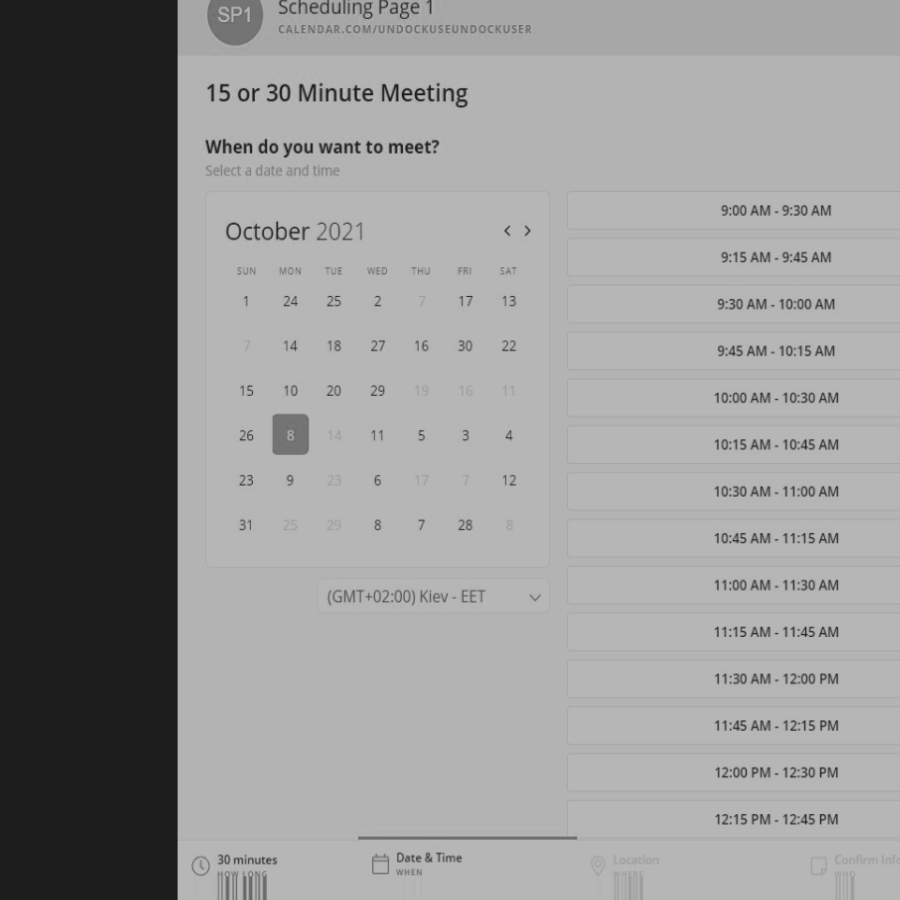 SP1 Scheduling Page 1
CALENDAR.COM/UNDOCKUSEUNDOCKUSER
15 or 30 Minute Meeting
When do you want to meet?
Select a date and time
October 2021 < >
SUN MON TUE WED THU FRI SAT
1 24 25 2 7 17 13
7 14 18 27 16 30 22
15 10 20 29 19 16 11
26 8 14 11 5 3 4
23 9 23 6 17 7 12
31 25 29 8 7 28 8
(GMT+02:00) Kiev - EET
9:00 AM - 9:30 AM
9:15 AM - 9:45 AM
9:30 AM - 10:00 AM
9:45 AM - 10:15 AM
10:00 AM - 10:30 AM
10:15 AM - 10:45 AM
10:30 AM - 11:00 AM
10:45 AM - 11:15 AM
11:00 AM - 11:30 AM
11:15 AM - 11:45 AM
11:30 AM - 12:00 PM
11:45 AM - 12:15 PM
12:00 PM - 12:30 PM
12:15 PM - 12:45 PM
30 minutes
HOW LONG
Date & Time
WHEN
Location
WHERE
Confirm Info
WHO